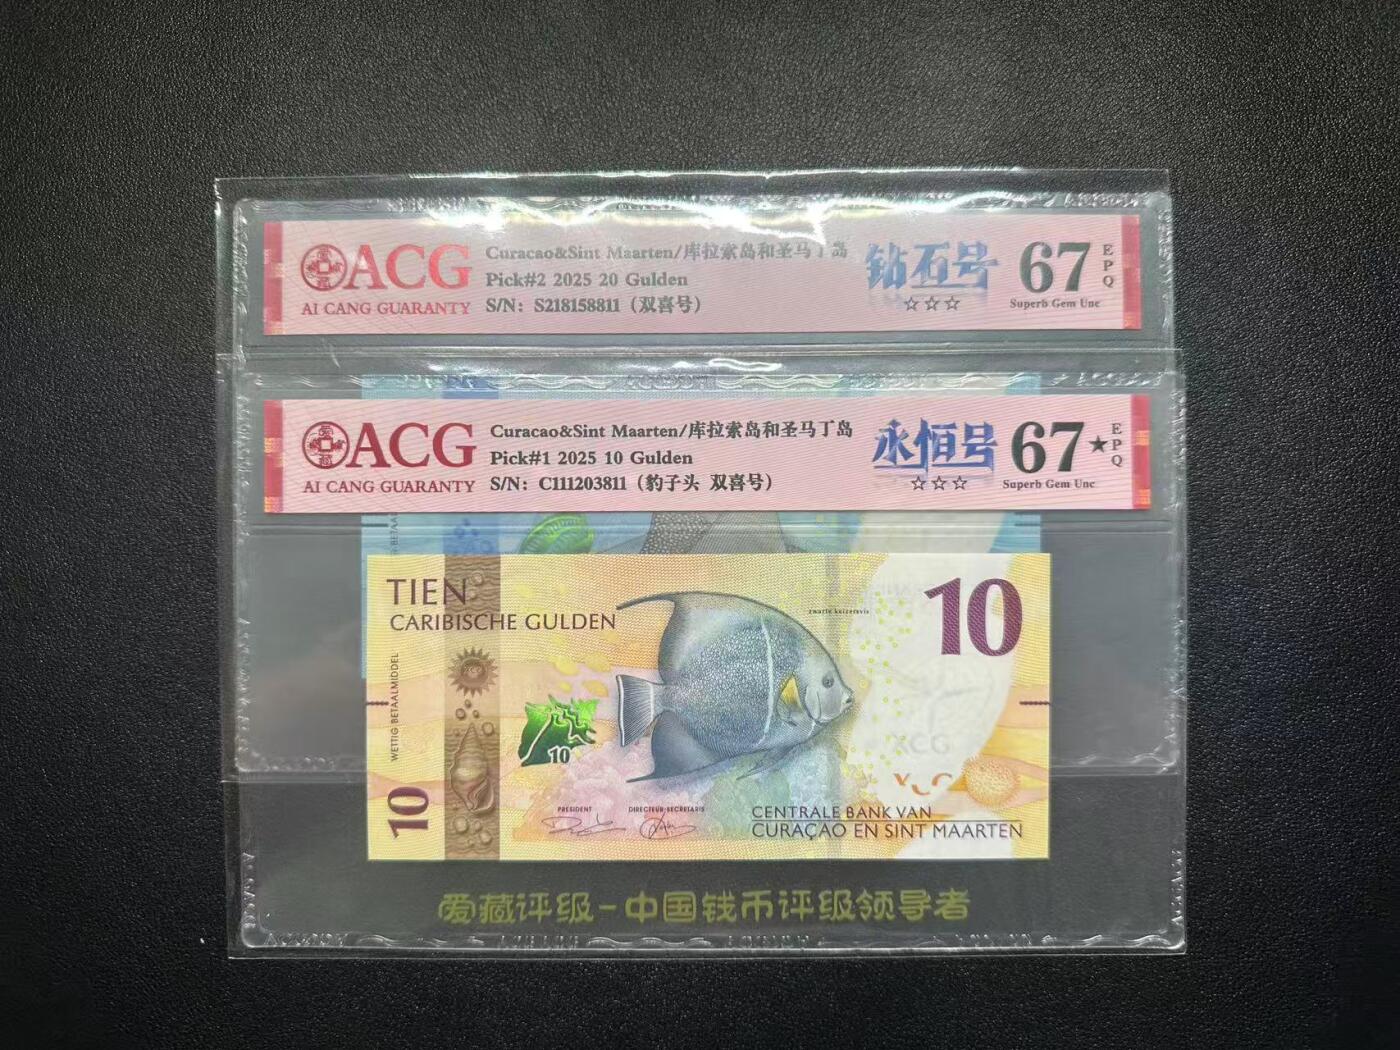 ACG
AI CANG GUARANTY
Curacao&Sint Maarten/库拉索岛和圣马丁岛
Pick#2 2025 20 Gulden
S/N: S218158811 (双喜号)
钻石号
☆☆☆
67
EPQ
Superb Gem Unc
ACG
AI CANG GUARANTY
Curacao&Sint Maarten/库拉索岛和圣马丁岛
Pick#1 2025 10 Gulden
S/N: C111203811 (豹子头 双喜号)
永恒号
☆☆☆
67★
EPQ
Superb Gem Unc
TIEN
CARIBISCHE GULDEN
zwarte keizersvis
10
WETTIG BETAALMIDDEL
10
10
PRESIDENT
DIRECTEUR-SECRETARIS
XCG
CENTRALE BANK VAN
CURAÇAO EN SINT MAARTEN
爱藏评级-中国钱币评级领导者